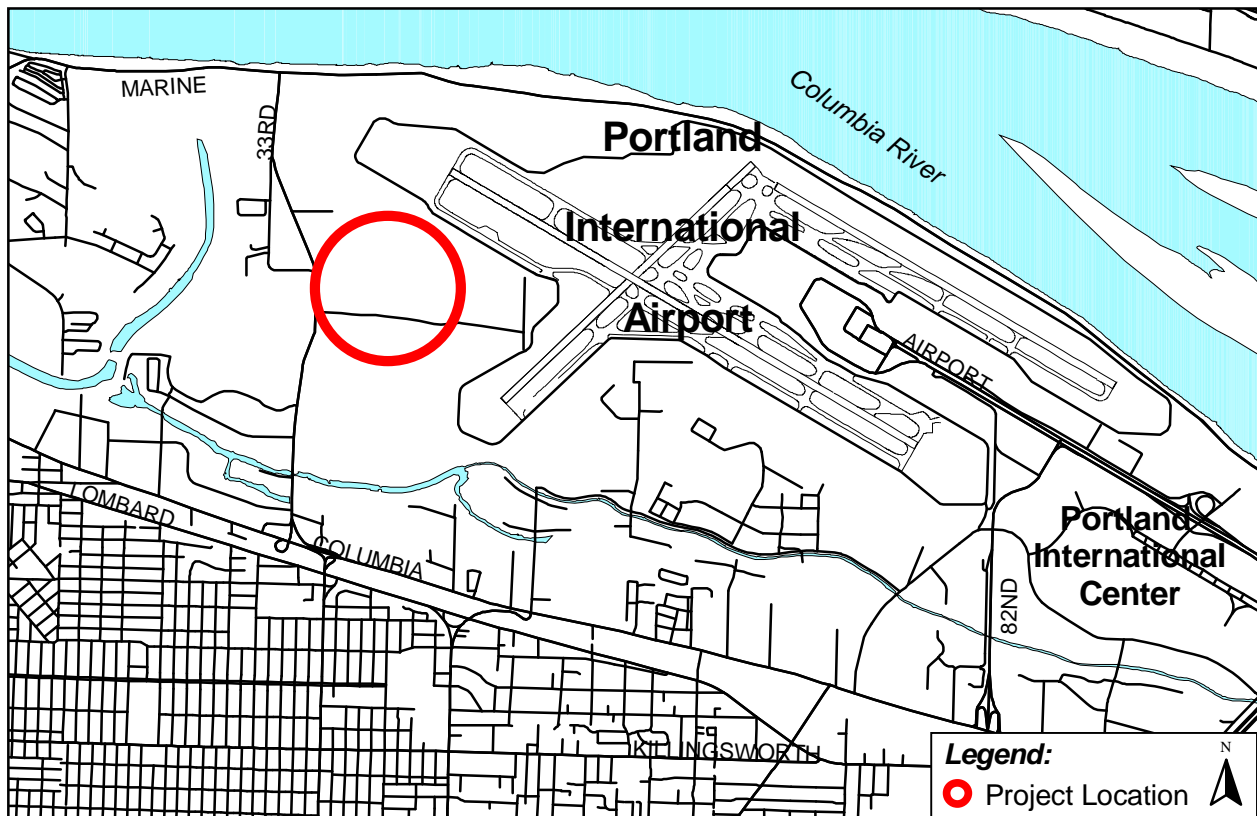 MARINE
33RD
Columbia River
Portland
International
Airport
AIRPORT
LOMBARD
COLUMBIA
82ND
Portland
International
Center
KILLINGSWORTH
Legend:
Project Location
N